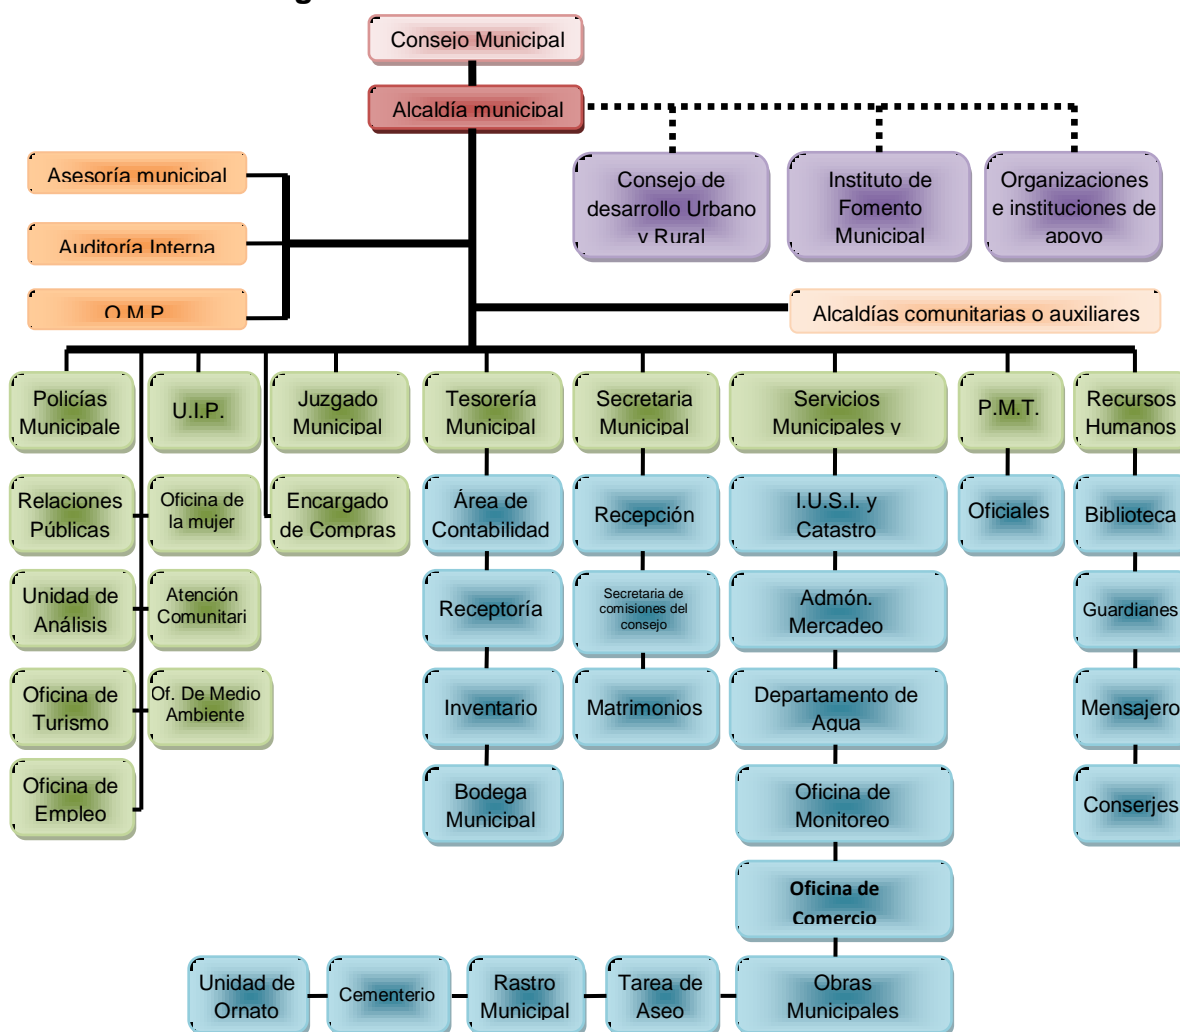 Consejo Municipal
Alcaldía municipal
Consejo de
desarrollo Urbano
y Rural
Instituto de
Fomento
Municipal
Organizaciones
e instituciones de
apoyo
Asesoría municipal
Auditoría Interna
O.M.P.
Alcaldías comunitarias o auxiliares
Policías
Municipale
U.I.P.
Juzgado
Municipal
Tesorería
Municipal
Secretaria
Municipal
Servicios
Municipales y
P.M.T.
Recursos
Humanos
Relaciones
Públicas
Oficina de
la mujer
Encargado
de Compras
Área de
Contabilidad
Recepción
I.U.S.I. y
Catastro
Oficiales
Biblioteca
Unidad de
Análisis
Atención
Comunitari
Receptoría
Secretaria de
comisiones del
consejo
Admón.
Mercadeo
Guardianes
Oficina de
Turismo
Of. De Medio
Ambiente
Inventario
Matrimonios
Departamento de
Agua
Mensajero
Oficina de
Empleo
Bodega
Municipal
Oficina de
Monitoreo
Conserjes
Oficina de
Comercio
Unidad de
Ornato
Cementerio
Rastro
Municipal
Tarea de
Aseo
Obras
Municipales